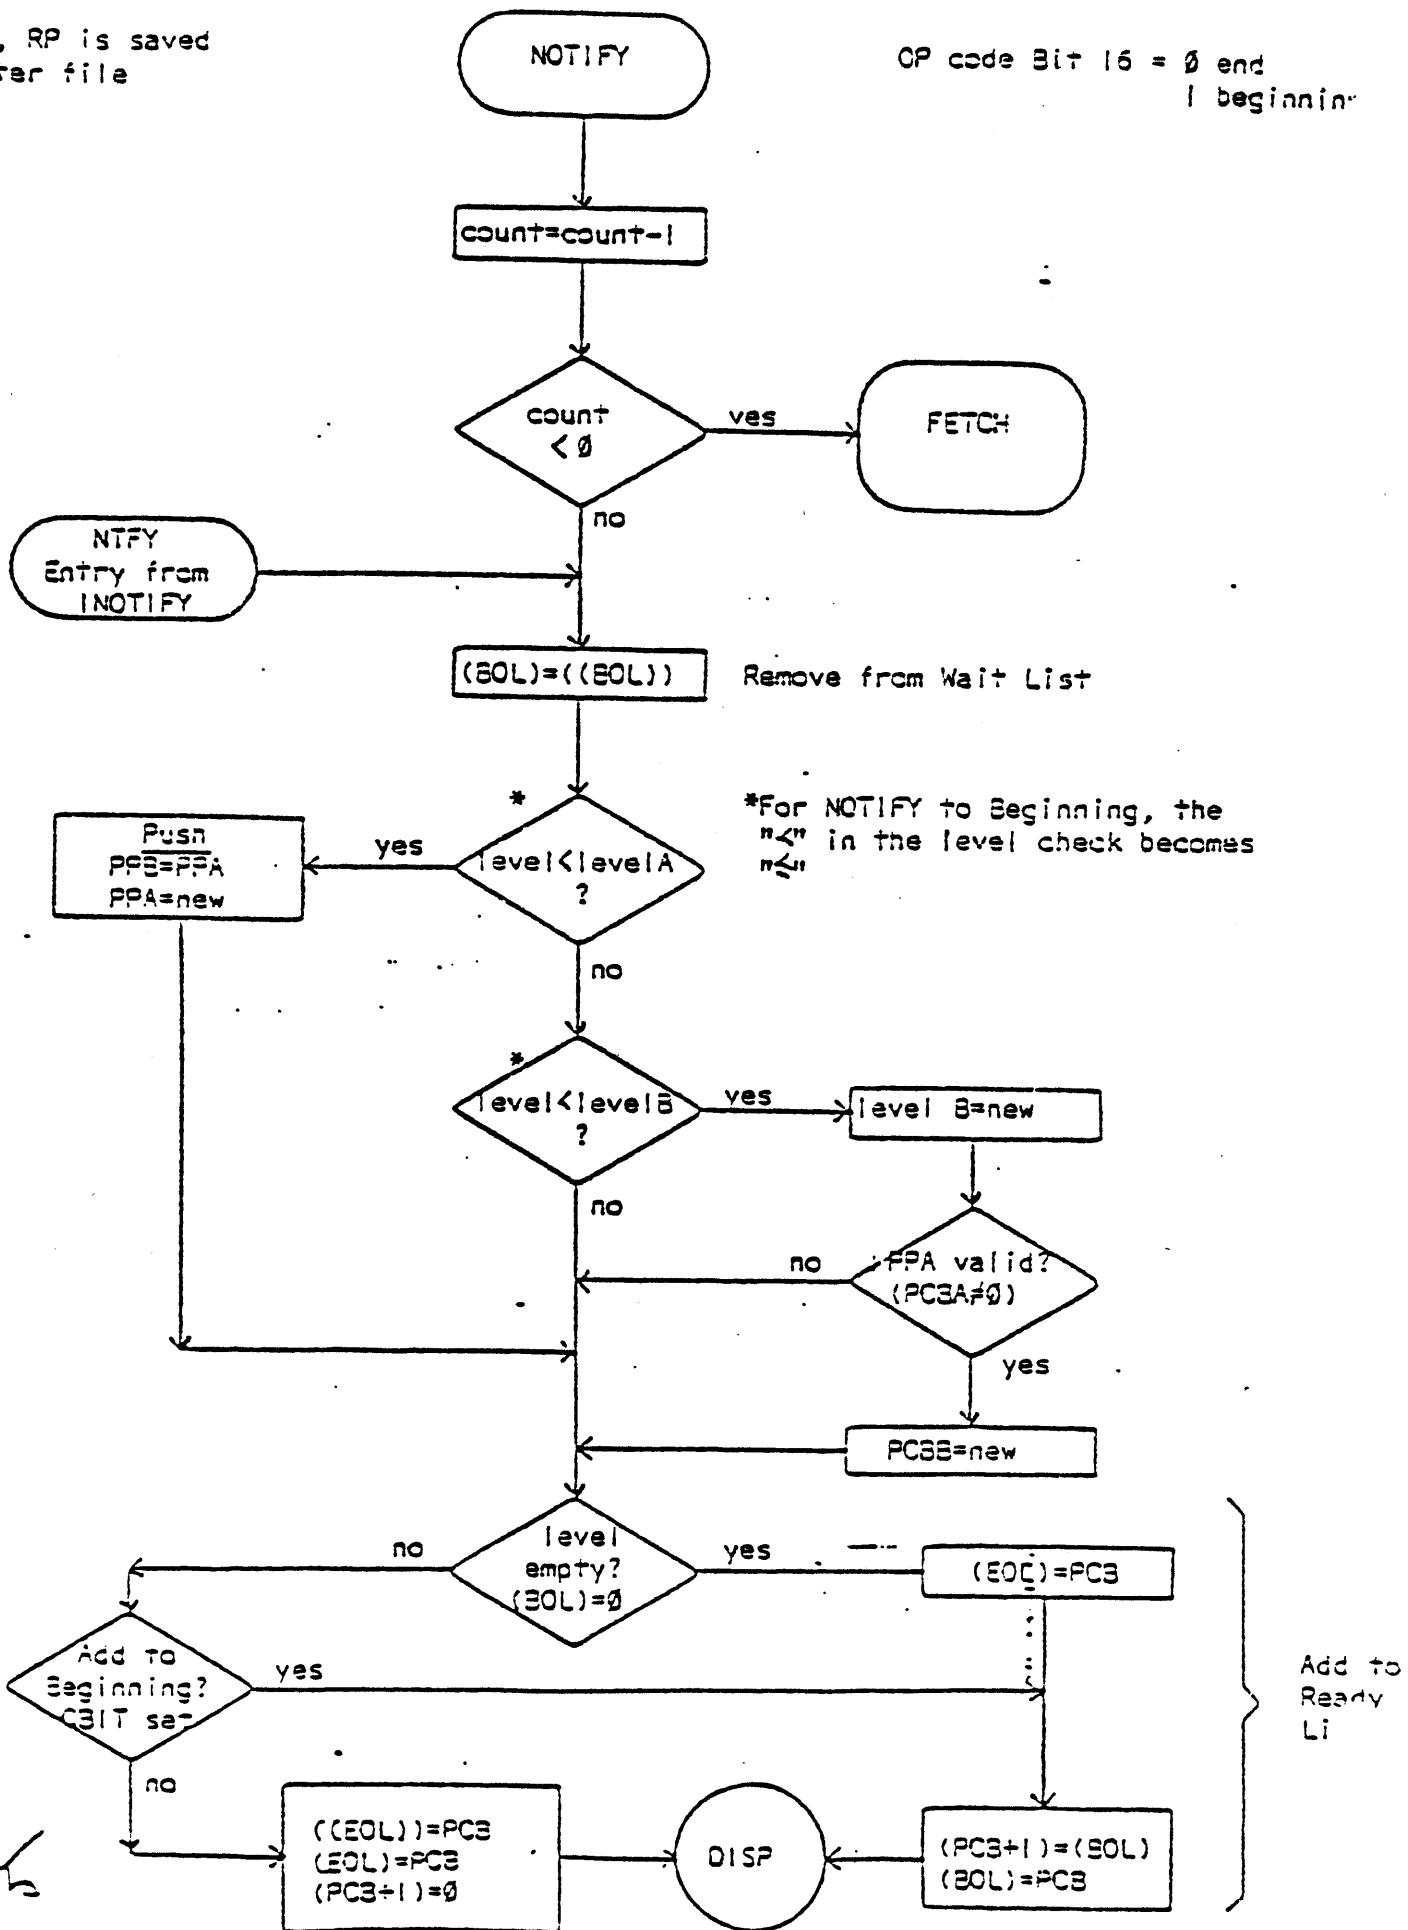 , RP is saved
ter file
NOTIFY
OP code Bit 16 = Ø end
1 beginnin
count=count-1
count
<Ø
yes
FETCH
no
NTFY
Entry from
INOTIFY
(BOL)=((BOL))
Remove from Wait List
*
*For NOTIFY to Beginning, the
"<" in the level check becomes
"≤"
Push
PPB=PPA
PPA=new
yes
level<levelA
?
no
*
level<levelB
?
yes
level B=new
no
no
PPA valid?
(PCBA≠Ø)
yes
PCBB=new
no
level
empty?
(BOL)=Ø
yes
(EOL)=PCB
Add to
Beginning?
CBIT set
yes
Add to
Ready
Li
no
((EOL))=PCB
(EOL)=PCB
(PCB+1)=Ø
DISP
(PCB+1)=(BOL)
(BOL)=PCB